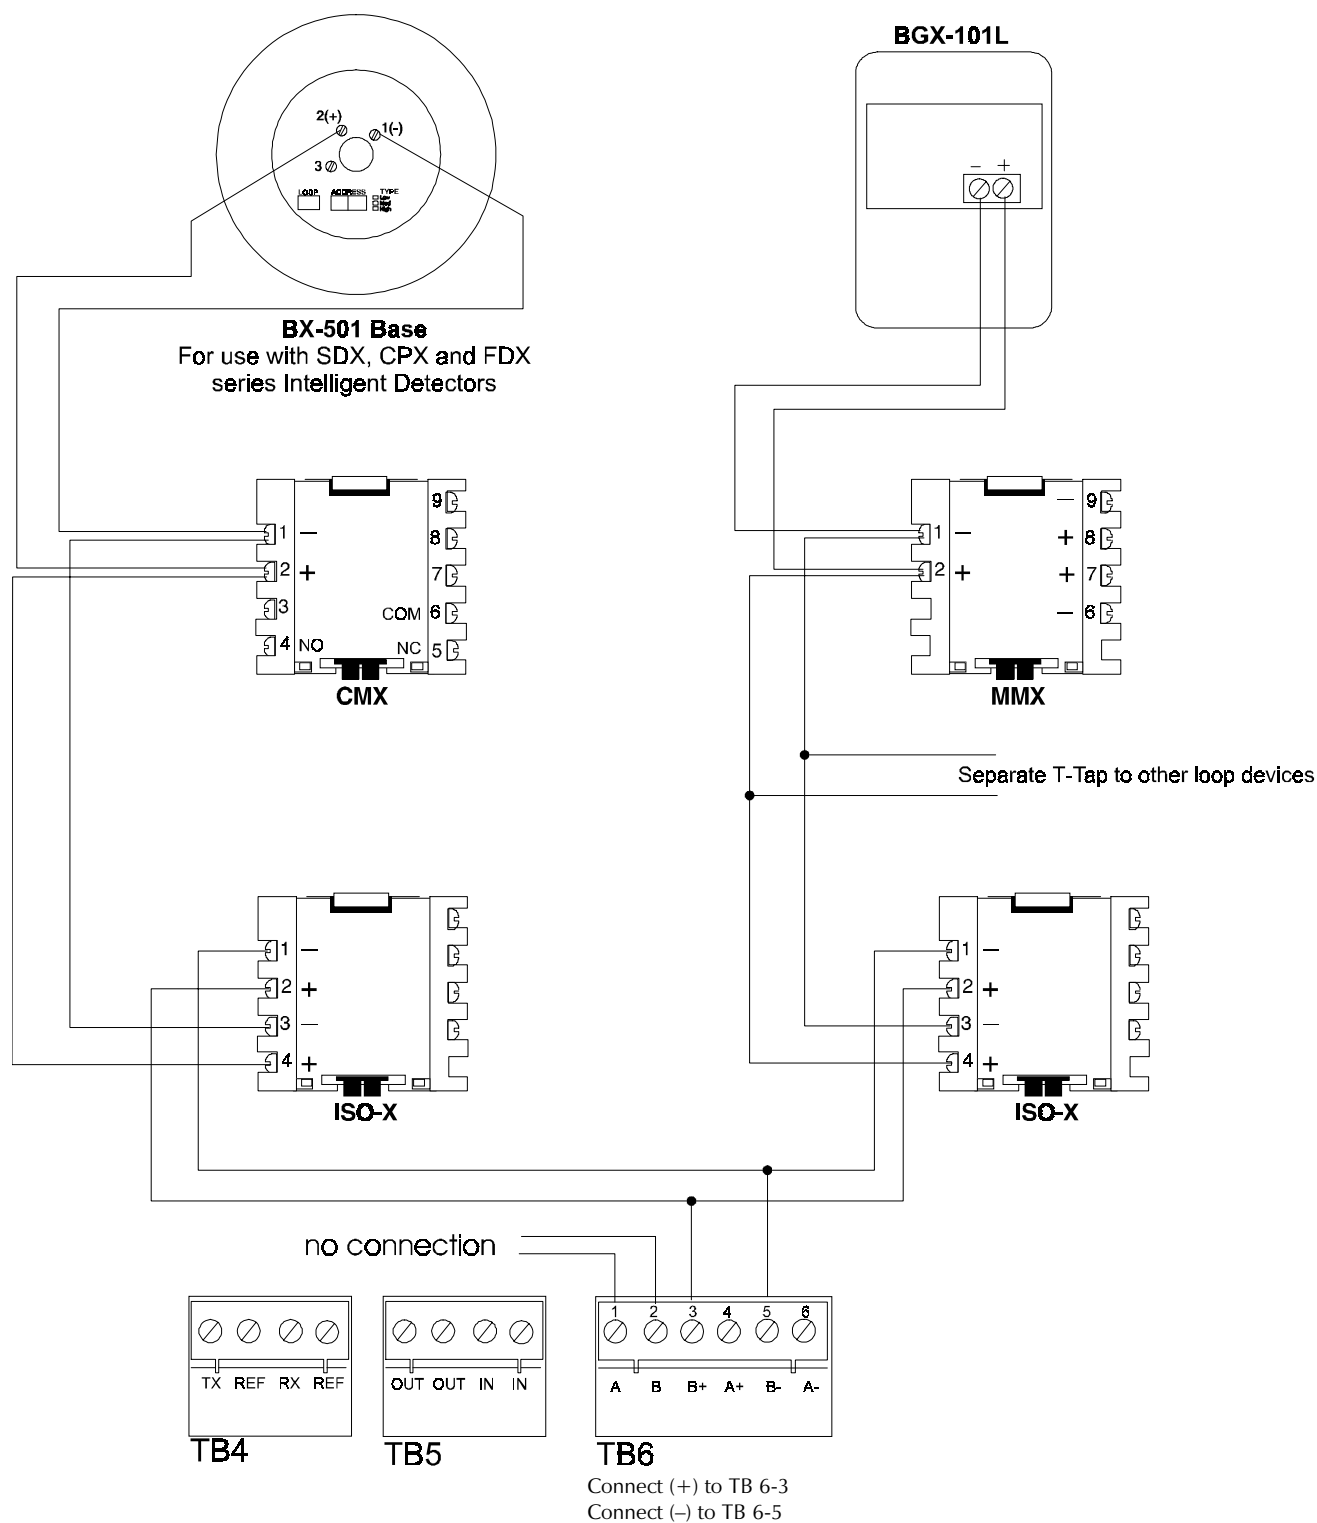 BGX-101L
2(+)
1(-)
3
LOOP ADDRESS TYPE
− +
BX-501 Base
For use with SDX, CPX and FDX
series Intelligent Detectors
1 −
2 +
3
4 NO
9
8
7
COM 6
NC 5
CMX
1 −
2 +
− 9
+ 8
+ 7
− 6
MMX
Separate T-Tap to other loop devices
1 −
2 +
3 −
4 +
ISO-X
1 −
2 +
3 −
4 +
ISO-X
no connection
1 2 3 4 5 6
TX REF RX REF
OUT OUT IN IN
A B B+ A+ B- A-
TB4
TB5
TB6
Connect (+) to TB 6-3
Connect (–) to TB 6-5